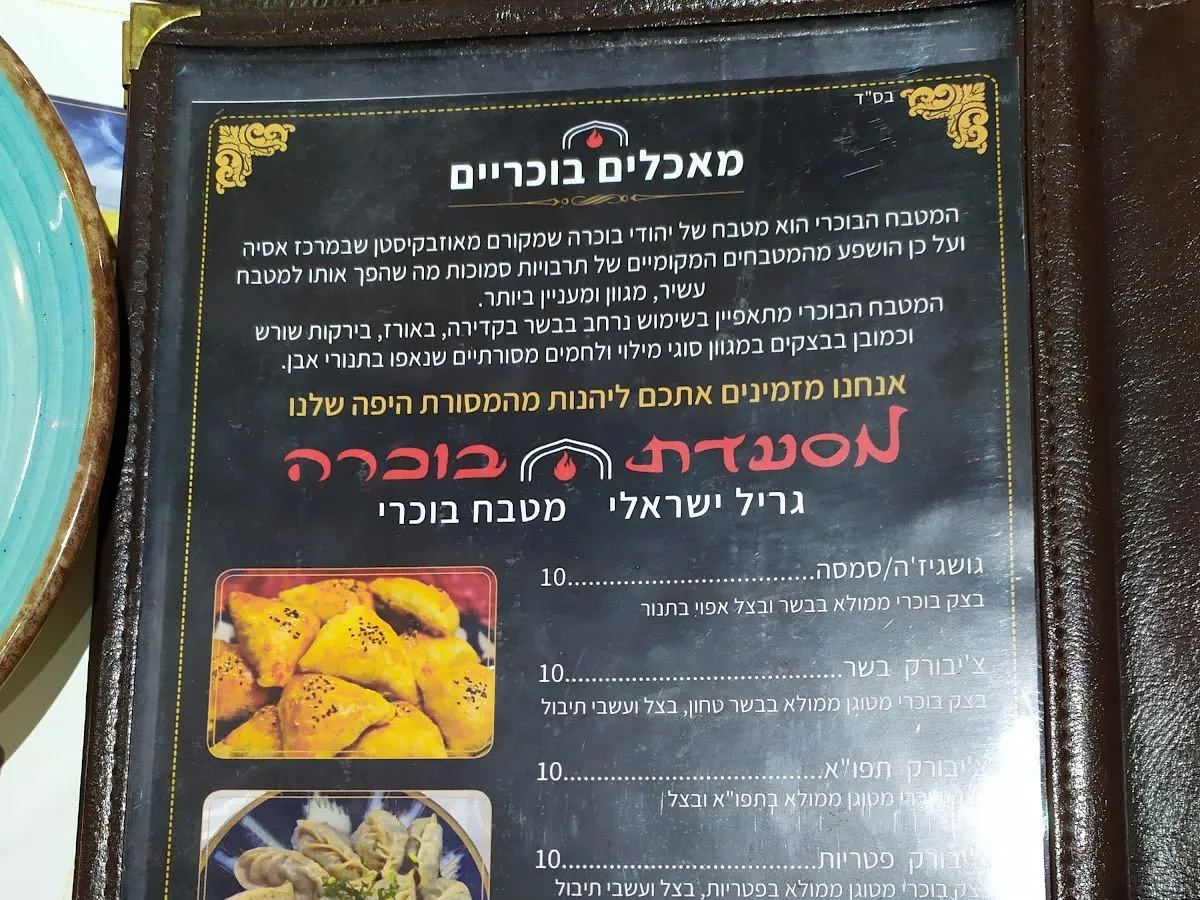 בס"ד
מאכלים בוכריים
המטבח הבוכרי הוא מטבח של יהודי בוכרה שמקורם מאוזבקיסטן שבמרכז אסיה
ועל כן הושפע מהמטבחים המקומיים של תרבויות סמוכות מה שהפך אותו למטבח
עשיר, מגוון ומעניין ביותר.
המטבח הבוכרי מתאפיין בשימוש נרחב בבשר בקדירה, באורז, בירקות שורש
וכמובן בבצקים במגוון סוגי מילוי ולחמים מסורתיים שנאפו בתנורי אבן.
אנחנו מזמינים אתכם ליהנות מהמסורת היפה שלנו
מסעדת בוכרה
גריל ישראלי מטבח בוכרי
גושגיז'ה/סמסה..................................10
בצק בוכרי ממולא בבשר ובצל אפוי בתנור
צ'יבורק בשר.....................................10
בצק בוכרי מטוגן ממולא בבשר טחון, בצל ועשבי תיבול
צ'יבורק תפו"א...................................10
מטוגן ממולא בתפו"א ובצל
צ'יבורק פטריות..................................10
בצק בוכרי מטוגן ממולא בפטריות, בצל ועשבי תיבול